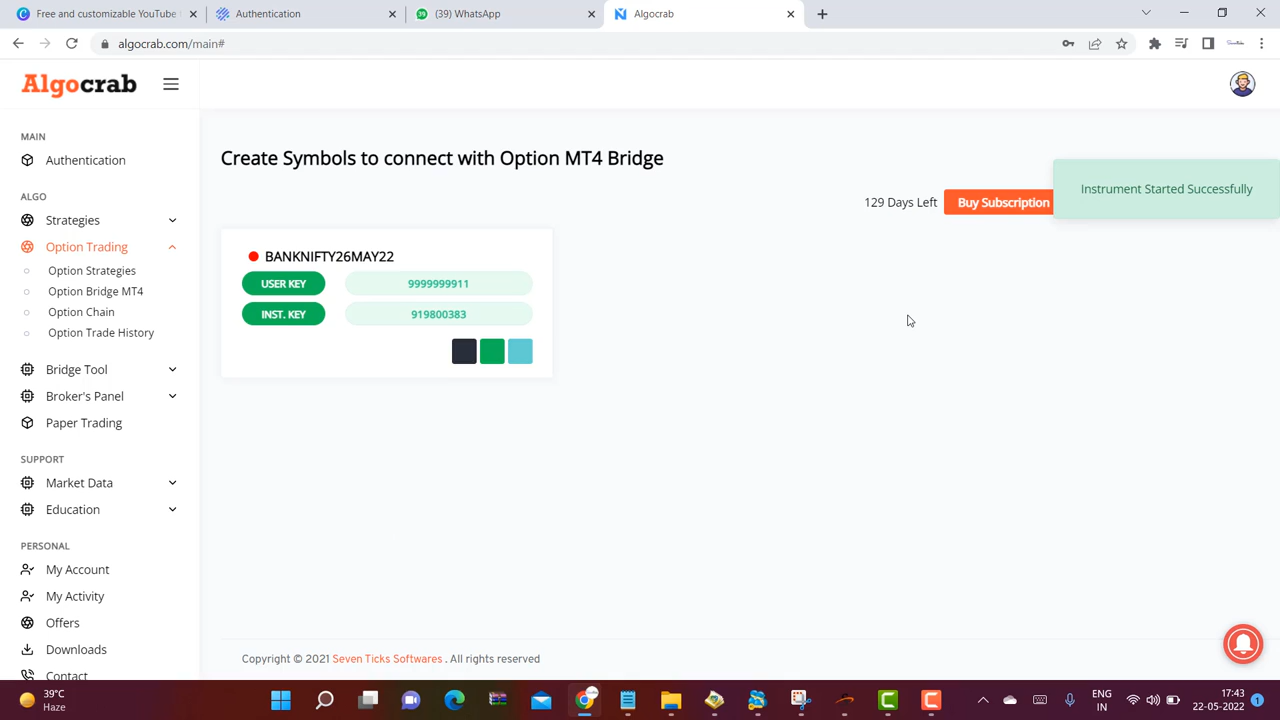 Free and customizable YouTube
Authentication
(39) WhatsApp
Algocrab
algocrab.com/main#
Algocrab
MAIN
Authentication
ALGO
Strategies
Option Trading
Option Strategies
Option Bridge MT4
Option Chain
Option Trade History
Bridge Tool
Broker's Panel
Paper Trading
SUPPORT
Market Data
Education
PERSONAL
My Account
My Activity
Offers
Downloads
Contact
Create Symbols to connect with Option MT4 Bridge
129 Days Left
Buy Subscription
Instrument Started Successfully
BANKNIFTY26MAY22
USER KEY 9999999911
INST. KEY 919800383
Copyright © 2021 Seven Ticks Softwares . All rights reserved
39°C
Haze
ENG
IN
17:43
22-05-2022
1